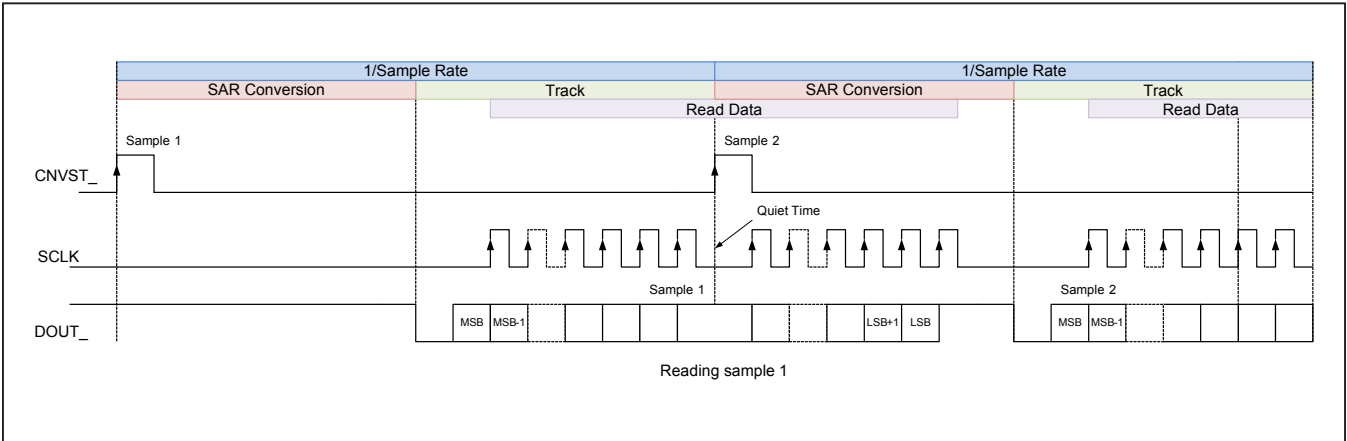 1/Sample Rate 1/Sample Rate
SAR Conversion Track SAR Conversion Track
Read Data Read Data
Sample 1 Sample 2
CNVST_
Quiet Time
SCLK
Sample 1 Sample 2
DOUT_ MSB MSB-1 LSB+1 LSB MSB MSB-1
Reading sample 1